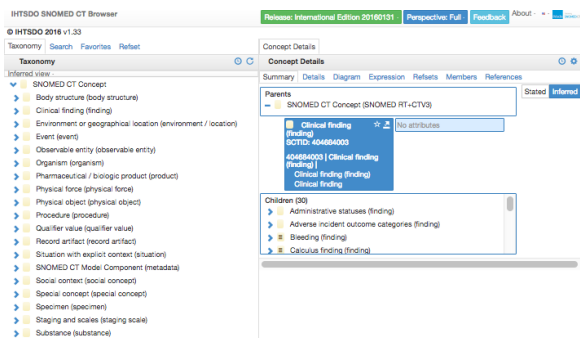 IHTSDO SNOMED CT Browser
Release: International Edition 20160131
Perspective: Full
Feedback
About
© IHTSDO 2016 v1.33
Taxonomy Search Favorites Refset
Taxonomy
Inferred view
SNOMED CT Concept
Body structure (body structure)
Clinical finding (finding)
Environment or geographical location (environment / location)
Event (event)
Observable entity (observable entity)
Organism (organism)
Pharmaceutical / biologic product (product)
Physical force (physical force)
Physical object (physical object)
Procedure (procedure)
Qualifier value (qualifier value)
Record artifact (record artifact)
Situation with explicit context (situation)
SNOMED CT Model Component (metadata)
Social context (social concept)
Special concept (special concept)
Specimen (specimen)
Staging and scales (staging scale)
Substance (substance)
Concept Details
Concept Details
Summary Details Diagram Expression Refsets Members References
Stated Inferred
Parents
SNOMED CT Concept (SNOMED RT+CTV3)
Clinical finding
(finding)
SCTID: 404684003
404684003 | Clinical finding
(finding) |
Clinical finding (finding)
Clinical finding
No attributes
Children (30)
Administrative statuses (finding)
Adverse incident outcome categories (finding)
Bleeding (finding)
Calculus finding (finding)